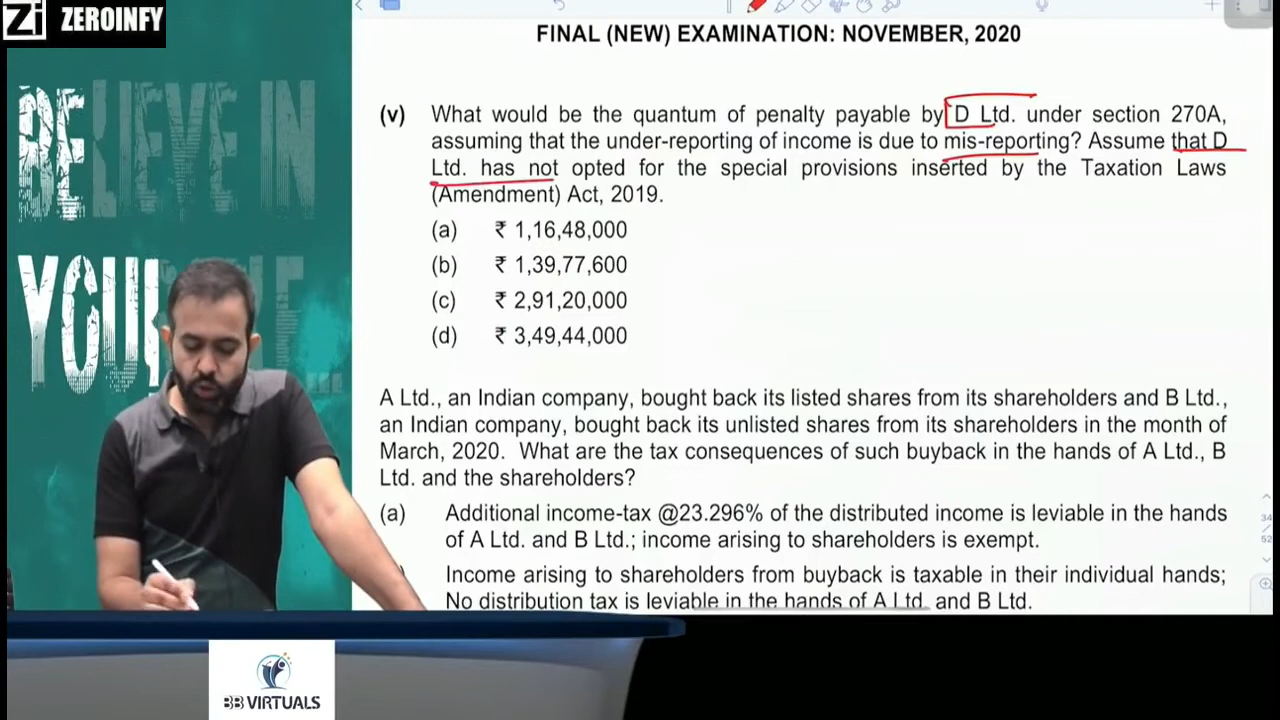 ZEROINFY
FINAL (NEW) EXAMINATION: NOVEMBER, 2020
BELIEVE IN
(v) What would be the quantum of penalty payable by D Ltd. under section 270A,
assuming that the under-reporting of income is due to mis-reporting? Assume that D
Ltd. has not opted for the special provisions inserted by the Taxation Laws
(Amendment) Act, 2019.
(a) ₹ 1,16,48,000
(b) ₹ 1,39,77,600
(c) ₹ 2,91,20,000
(d) ₹ 3,49,44,000
A Ltd., an Indian company, bought back its listed shares from its shareholders and B Ltd.,
an Indian company, bought back its unlisted shares from its shareholders in the month of
March, 2020. What are the tax consequences of such buyback in the hands of A Ltd., B
Ltd. and the shareholders?
(a) Additional income-tax @23.296% of the distributed income is leviable in the hands
of A Ltd. and B Ltd.; income arising to shareholders is exempt.
Income arising to shareholders from buyback is taxable in their individual hands;
No distribution tax is leviable in the hands of A Ltd. and B Ltd.
34
52
BB VIRTUALS